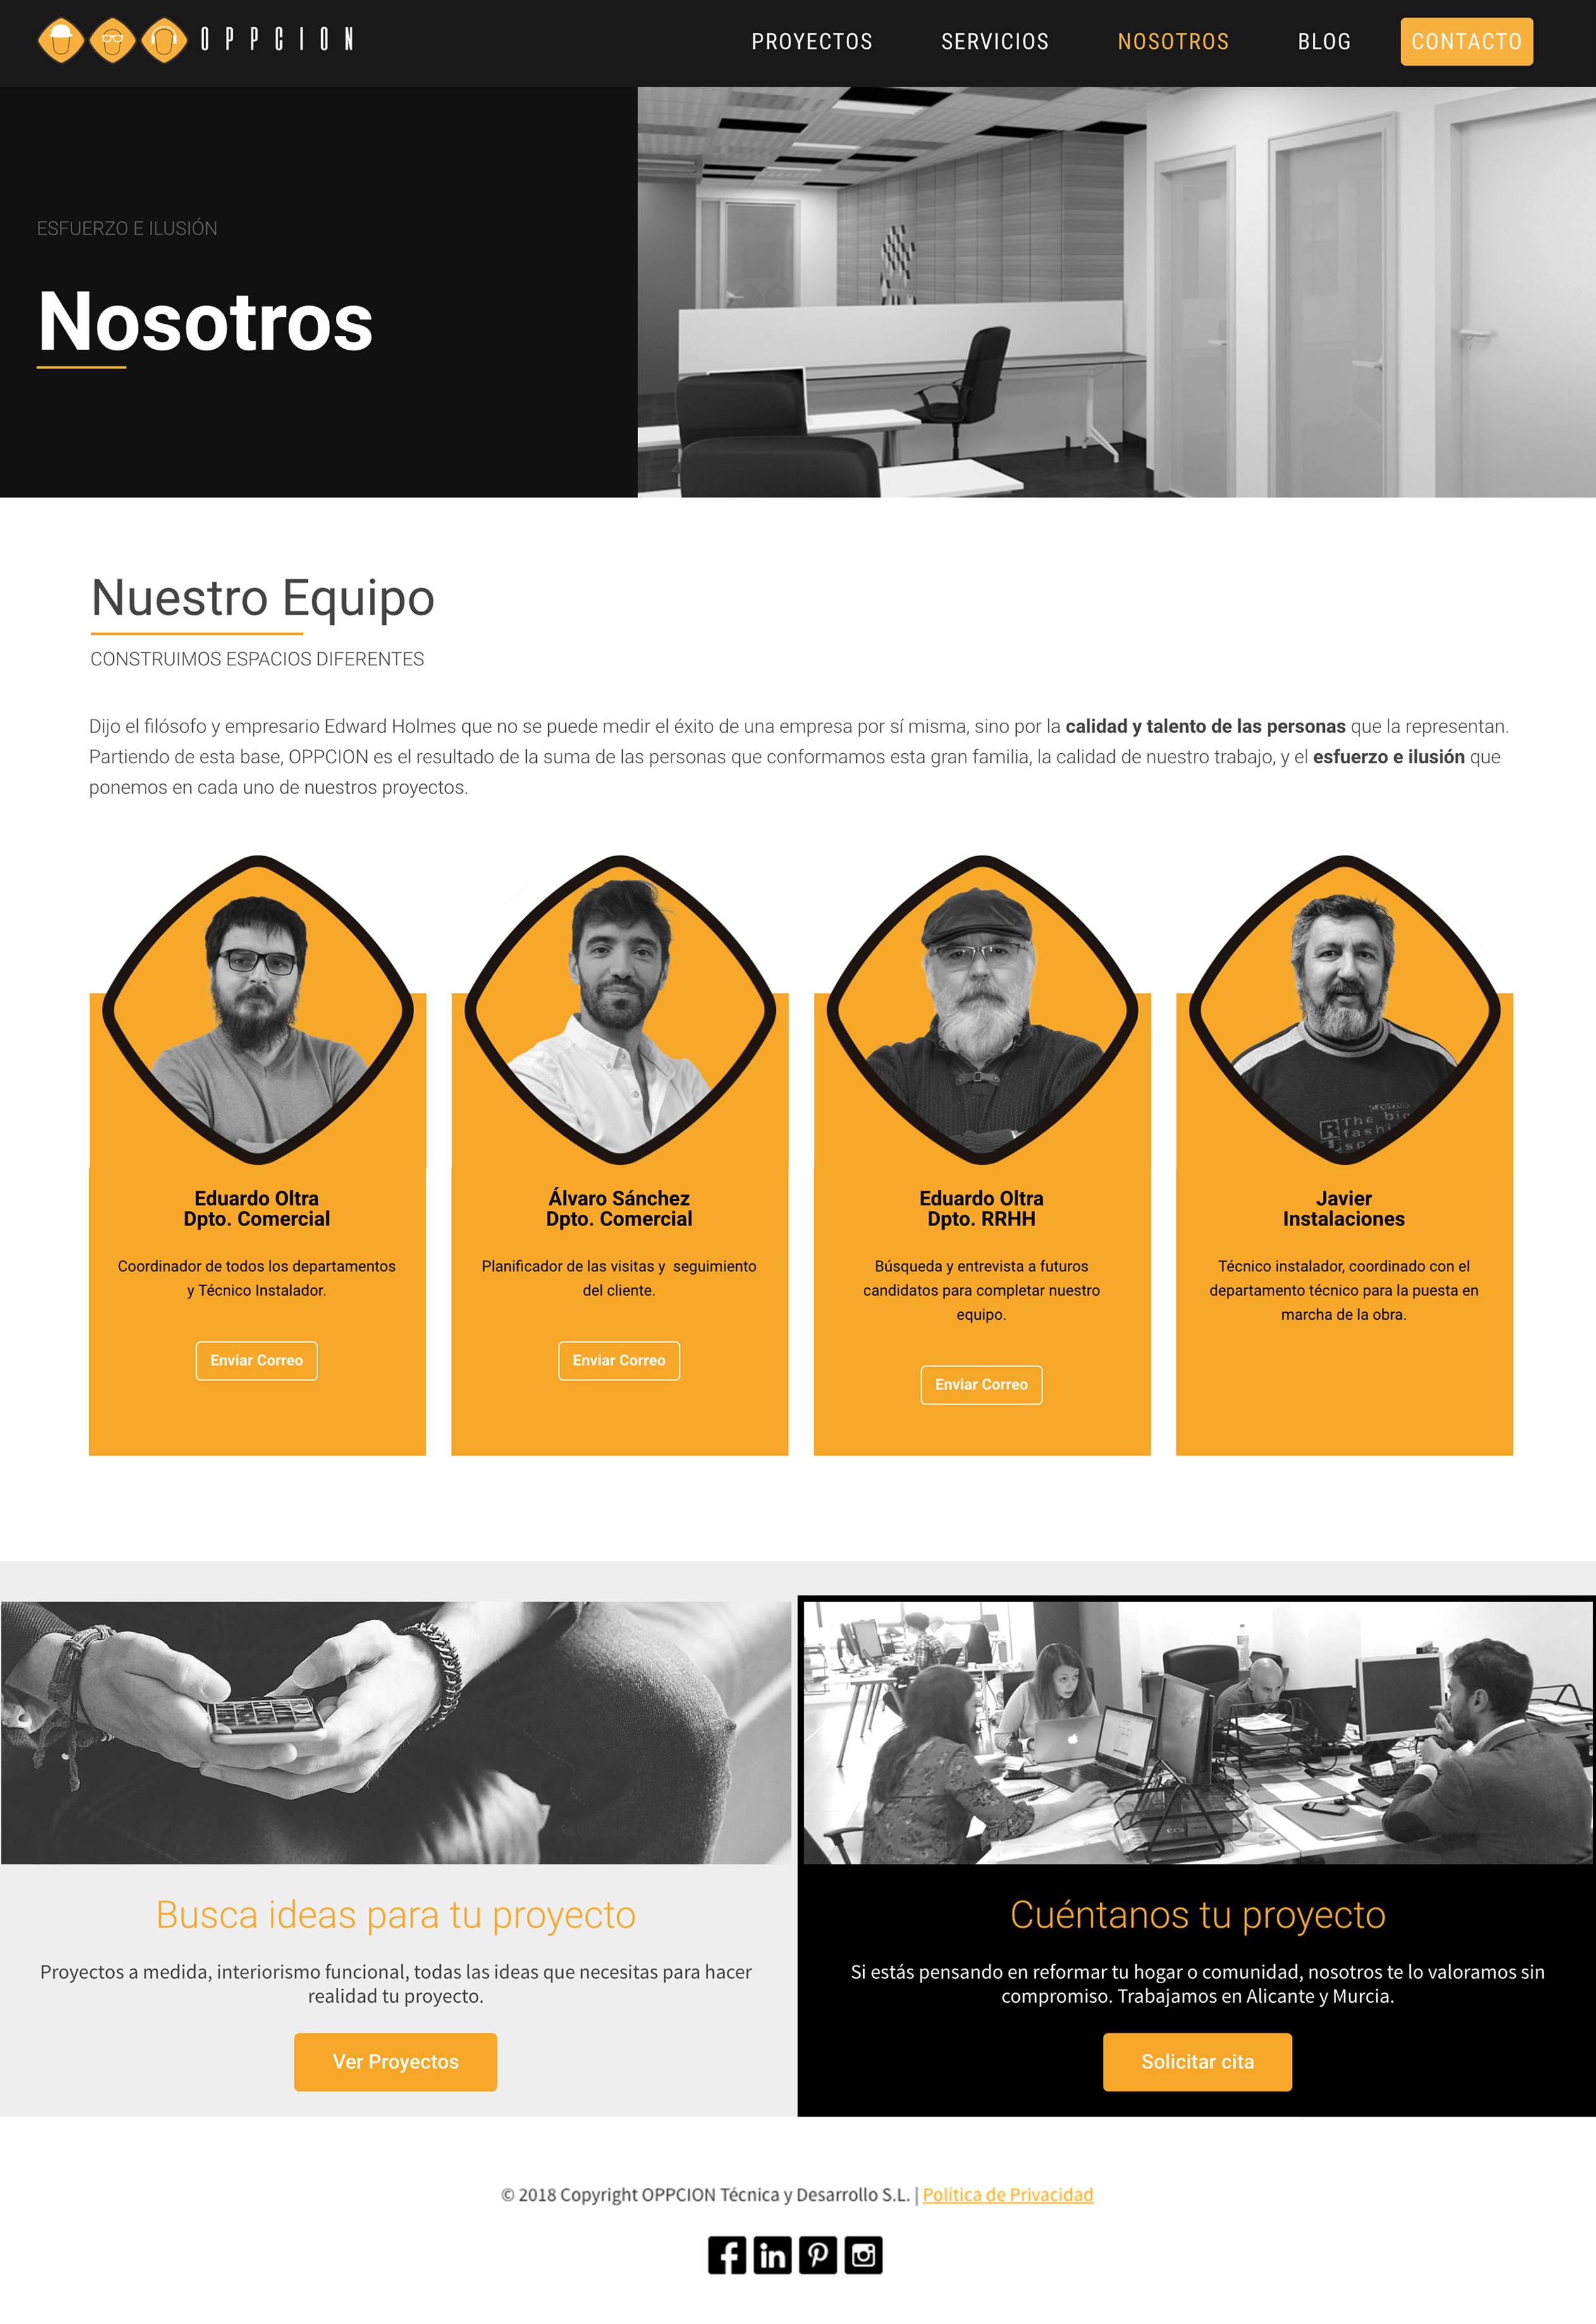 OPPCION
PROYECTOS
SERVICIOS
NOSOTROS
BLOG
CONTACTO
ESFUERZO E ILUSIÓN
Nosotros
Nuestro Equipo
CONSTRUIMOS ESPACIOS DIFERENTES
Dijo el filósofo y empresario Edward Holmes que no se puede medir el éxito de una empresa por sí misma, sino por la calidad y talento de las personas que la representan.
Partiendo de esta base, OPPCION es el resultado de la suma de las personas que conformamos esta gran familia, la calidad de nuestro trabajo, y el esfuerzo e ilusión que
ponemos en cada uno de nuestros proyectos.
The big
fashi
Eduardo Oltra
Dpto. Comercial
Coordinador de todos los departamentos
y Técnico Instalador.
Enviar Correo
Álvaro Sánchez
Dpto. Comercial
Planificador de las visitas y seguimiento
del cliente.
Enviar Correo
Eduardo Oltra
Dpto. RRHH
Búsqueda y entrevista a futuros
candidatos para completar nuestro
equipo.
Enviar Correo
Javier
Instalaciones
Técnico instalador, coordinado con el
departamento técnico para la puesta en
marcha de la obra.
Busca ideas para tu proyecto
Proyectos a medida, interiorismo funcional, todas las ideas que necesitas para hacer
realidad tu proyecto.
Ver Proyectos
Cuéntanos tu proyecto
Si estás pensando en reformar tu hogar o comunidad, nosotros te lo valoramos sin
compromiso. Trabajamos en Alicante y Murcia.
Solicitar cita
© 2018 Copyright OPPCION Técnica y Desarrollo S.L. | Política de Privacidad